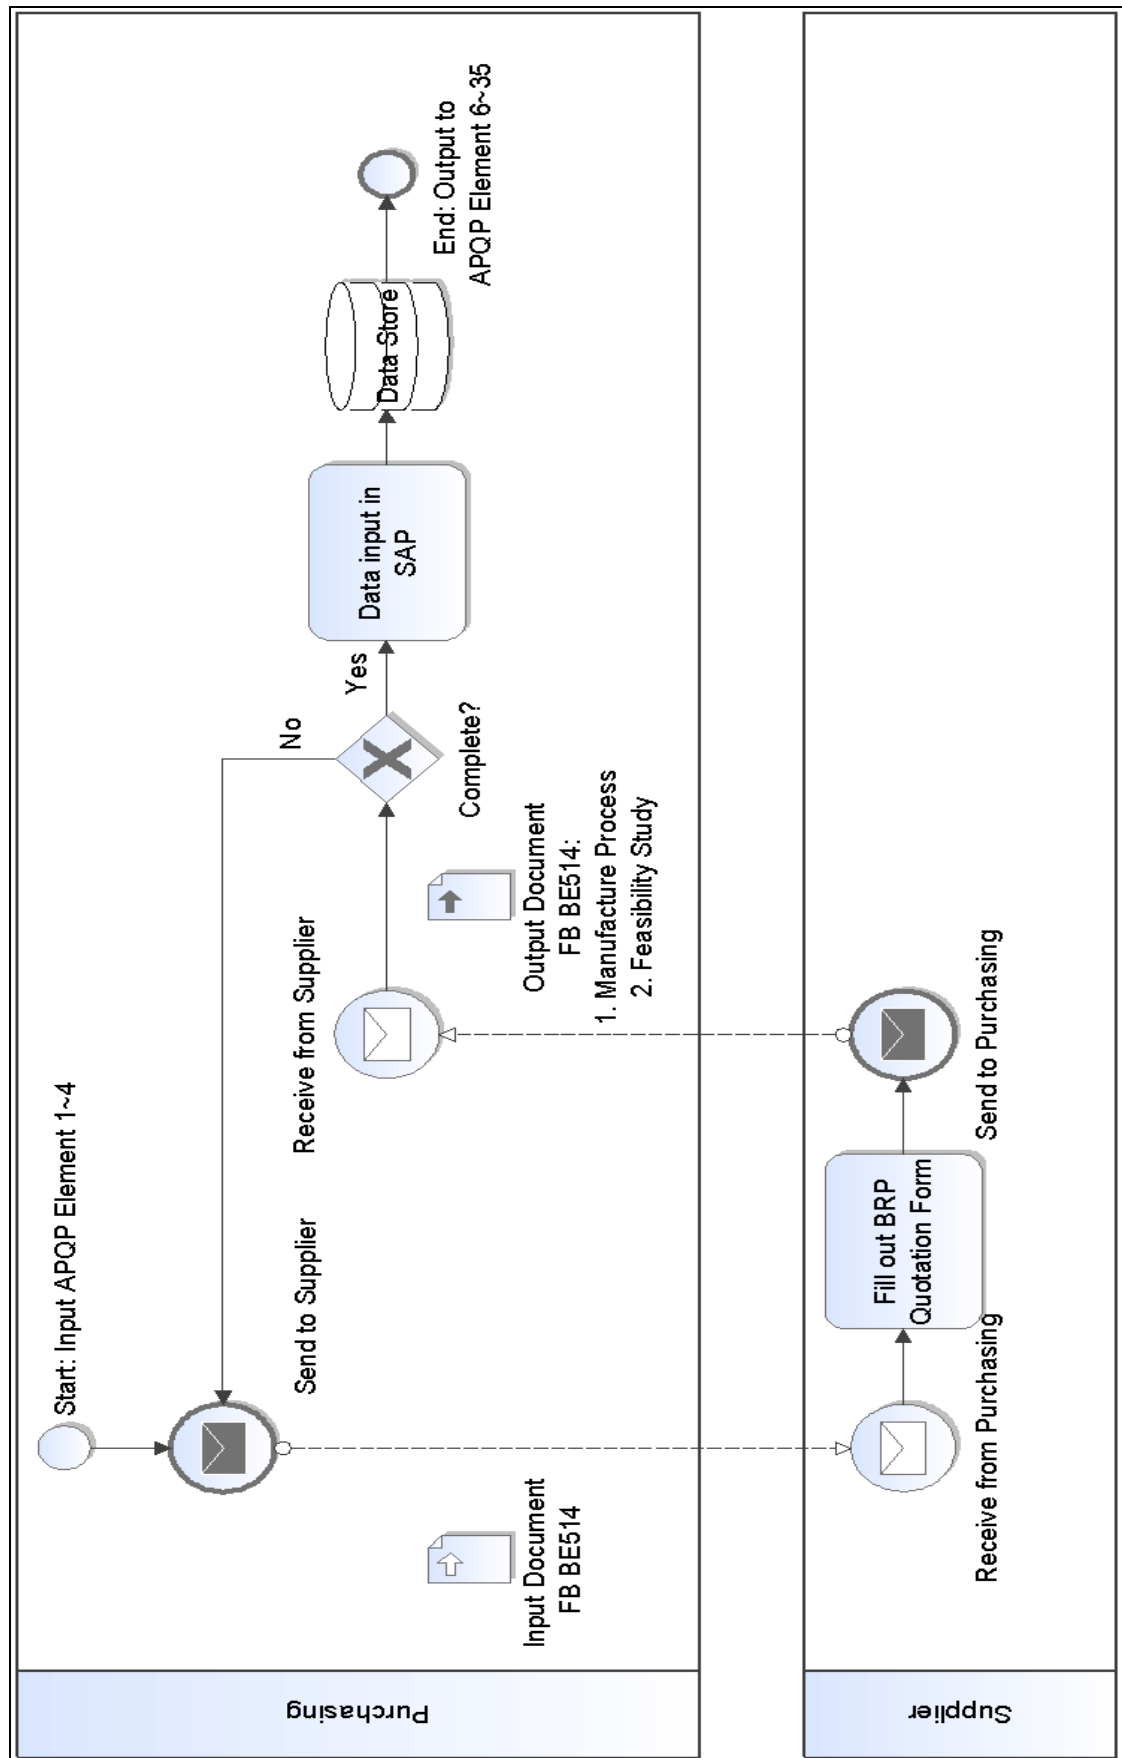 Purchasing
Start: Input APQP Element 1~4
Send to Supplier
Input Document
FB BE514
Receive from Supplier
Output Document
FB BE514:
1. Manufacture Process
2. Feasibility Study
Complete?
No
Yes
Data input in
SAP
Data Store
End: Output to
APQP Element 6~35
Supplier
Receive from Purchasing
Fill out BRP
Quotation Form
Send to Purchasing